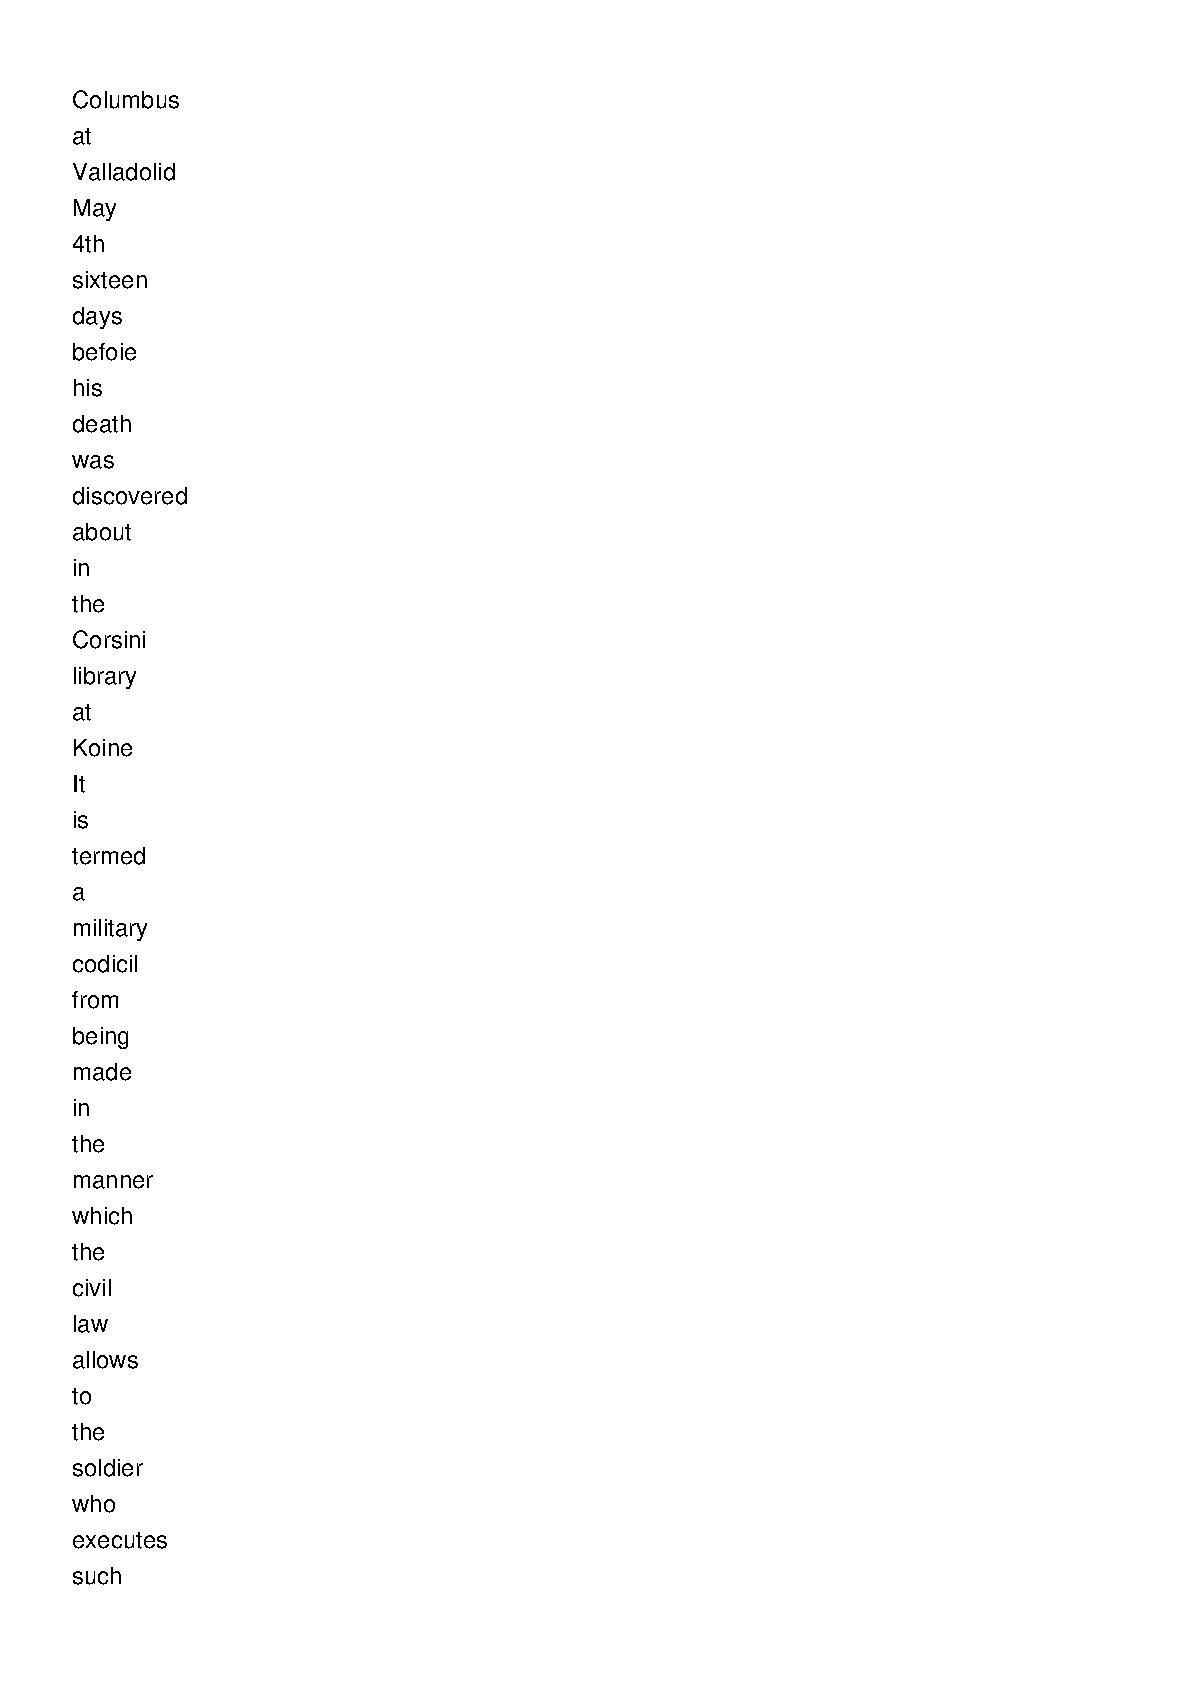 Columbus
at
Valladolid
May
4th
sixteen
days
befoie
his
death
was
discovered
about
in
the
Corsini
library
at
Koine
It
is
termed
a
military
codicil
from
being
made
in
the
manner
which
the
civil
law
allows
to
the
soldier
who
executes
such